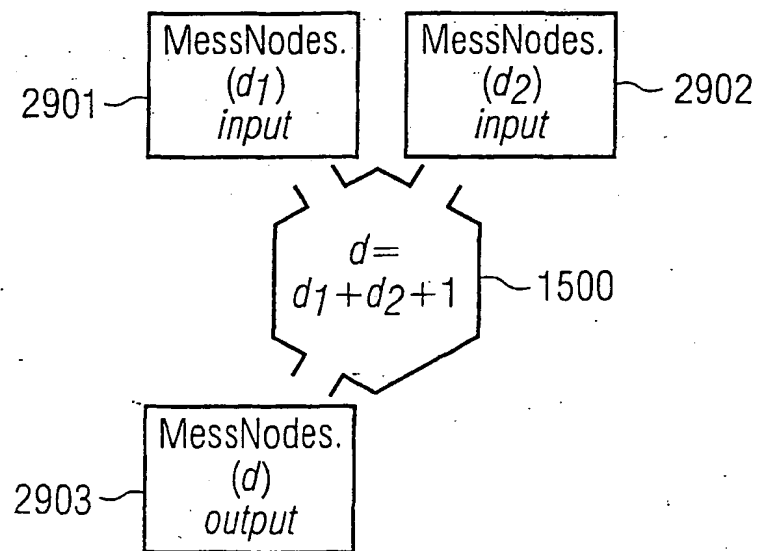 MessNodes.
(d1)
input
2901
MessNodes.
(d2)
input
2902
d=
d1+d2+1
1500
MessNodes.
(d)
output
2903